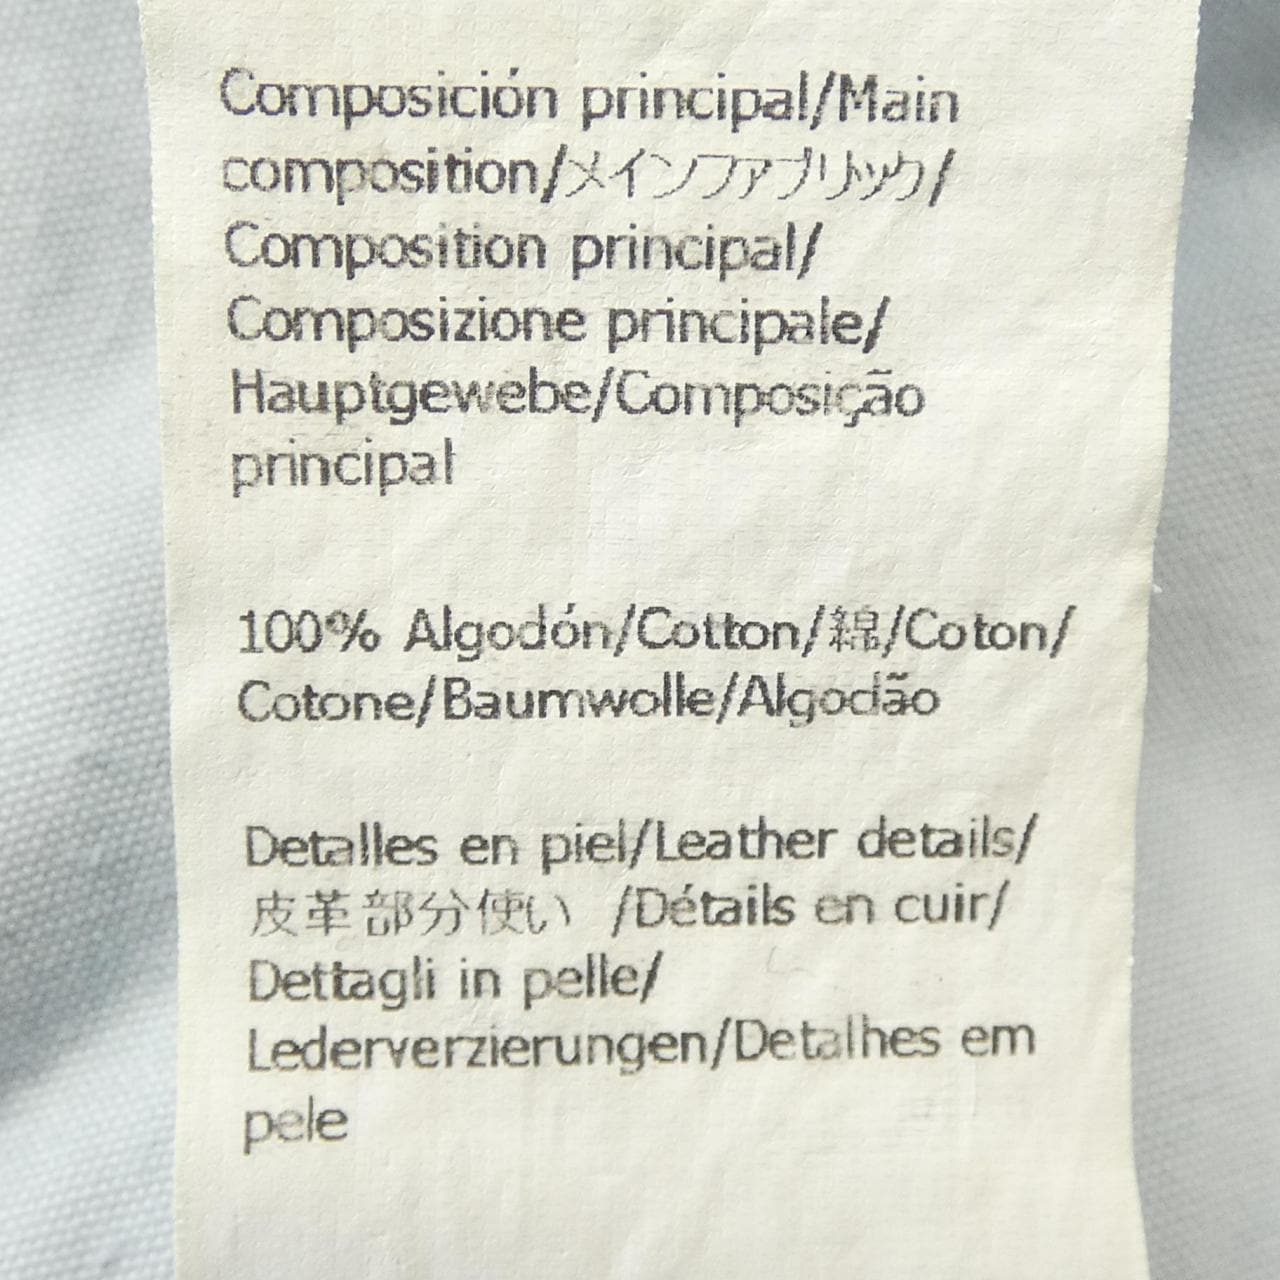 Composición principal/Main
composition/メインファブリック/
Composition principal/
Composizione principale/
Hauptgewebe/Composição
principal
100% Algodón/Cotton/綿/Coton/
Cotone/Baumwolle/Algodão
Detalles en piel/Leather details/
皮革部分使い /Détails en cuir/
Dettagli in pelle/
Lederverzierungen/Detalhes em
pele